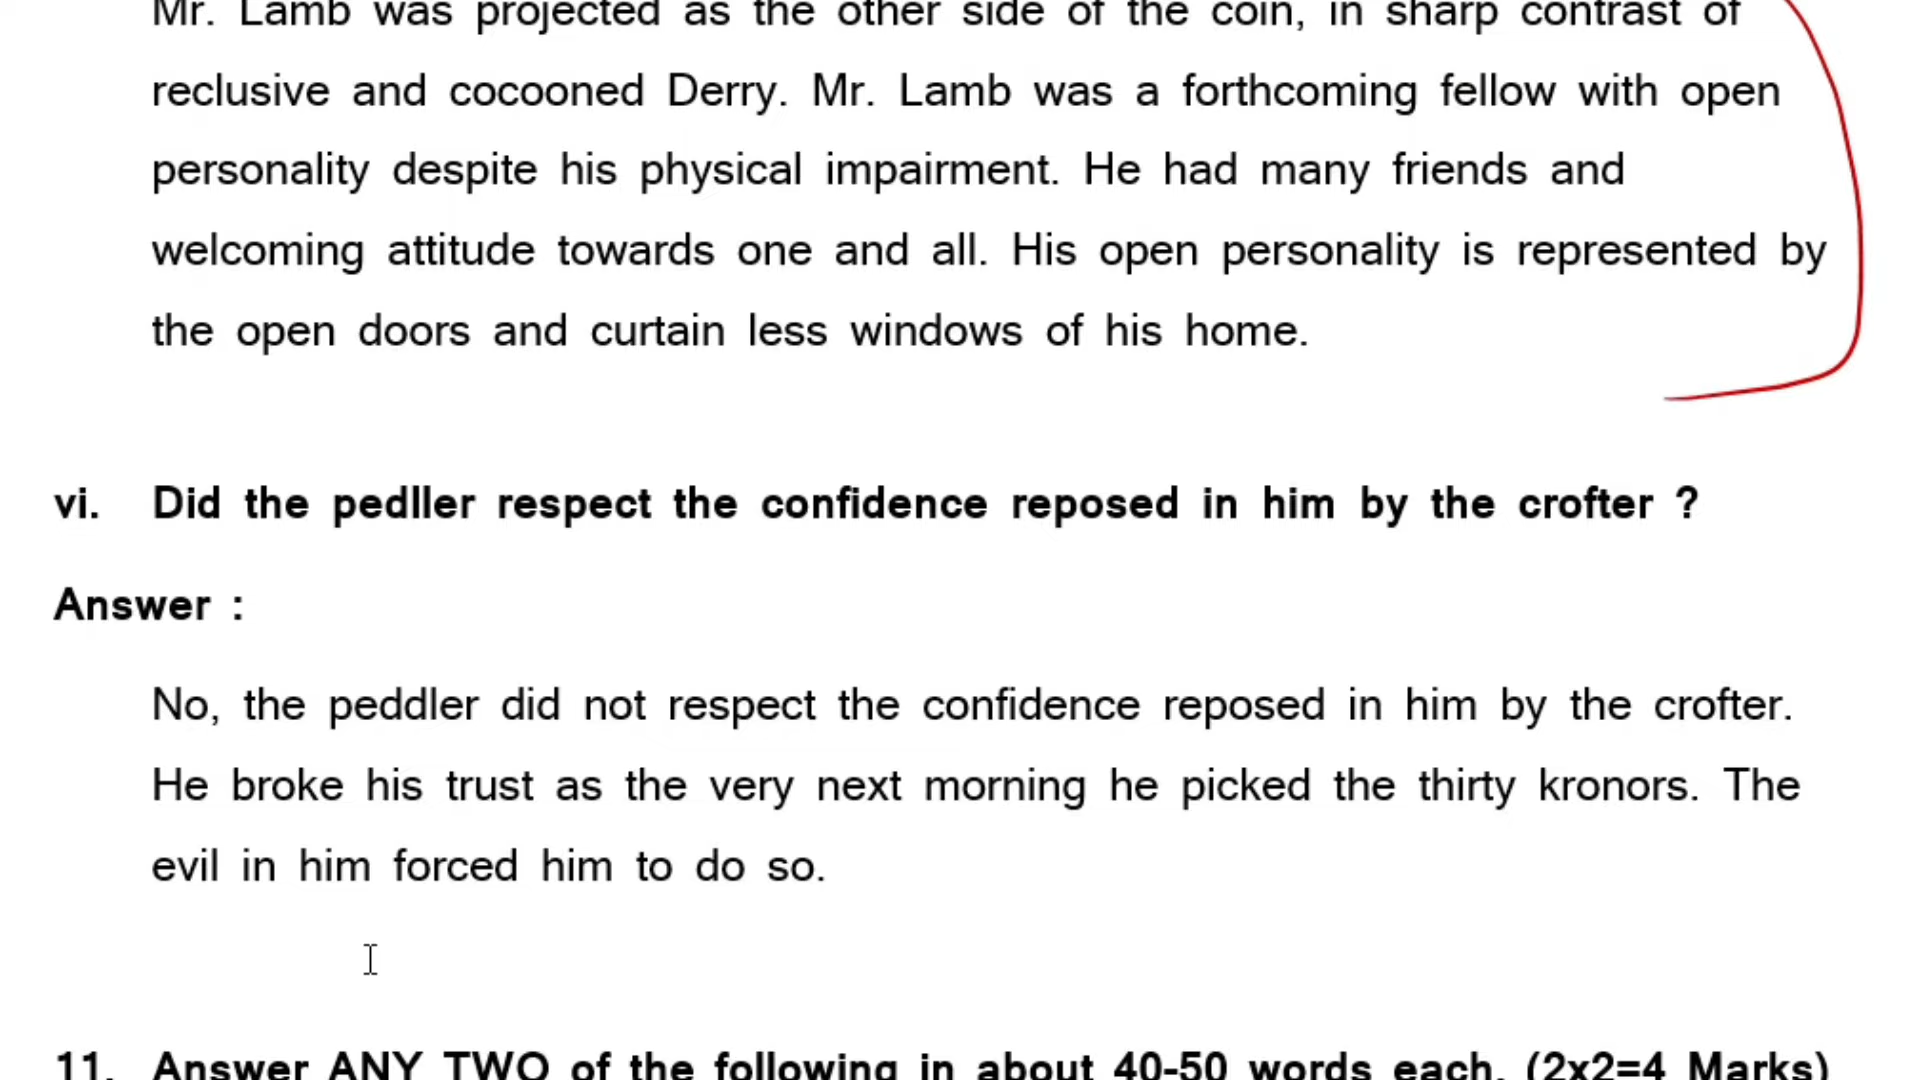 Mr. Lamb was projected as the other side of the coin, in sharp contrast of
reclusive and cocooned Derry. Mr. Lamb was a forthcoming fellow with open
personality despite his physical impairment. He had many friends and
welcoming attitude towards one and all. His open personality is represented by
the open doors and curtain less windows of his home.
vi. Did the pedller respect the confidence reposed in him by the crofter ?
Answer :
No, the peddler did not respect the confidence reposed in him by the crofter.
He broke his trust as the very next morning he picked the thirty kronors. The
evil in him forced him to do so.
11. Answer ANY TWO of the following in about 40-50 words each. (2x2=4 Marks)